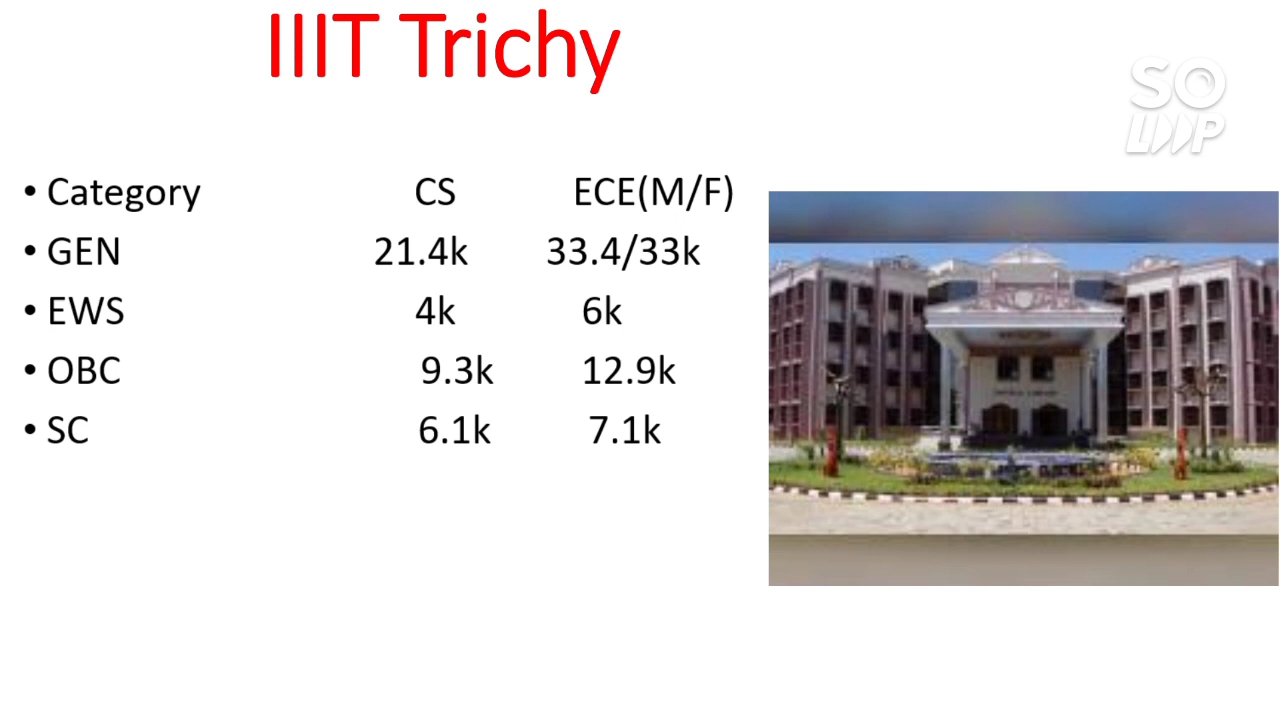 IIIT Trichy
SO
LOOP
• Category CS ECE(M/F)
• GEN 21.4k 33.4/33k
• EWS 4k 6k
• OBC 9.3k 12.9k
• SC 6.1k 7.1k